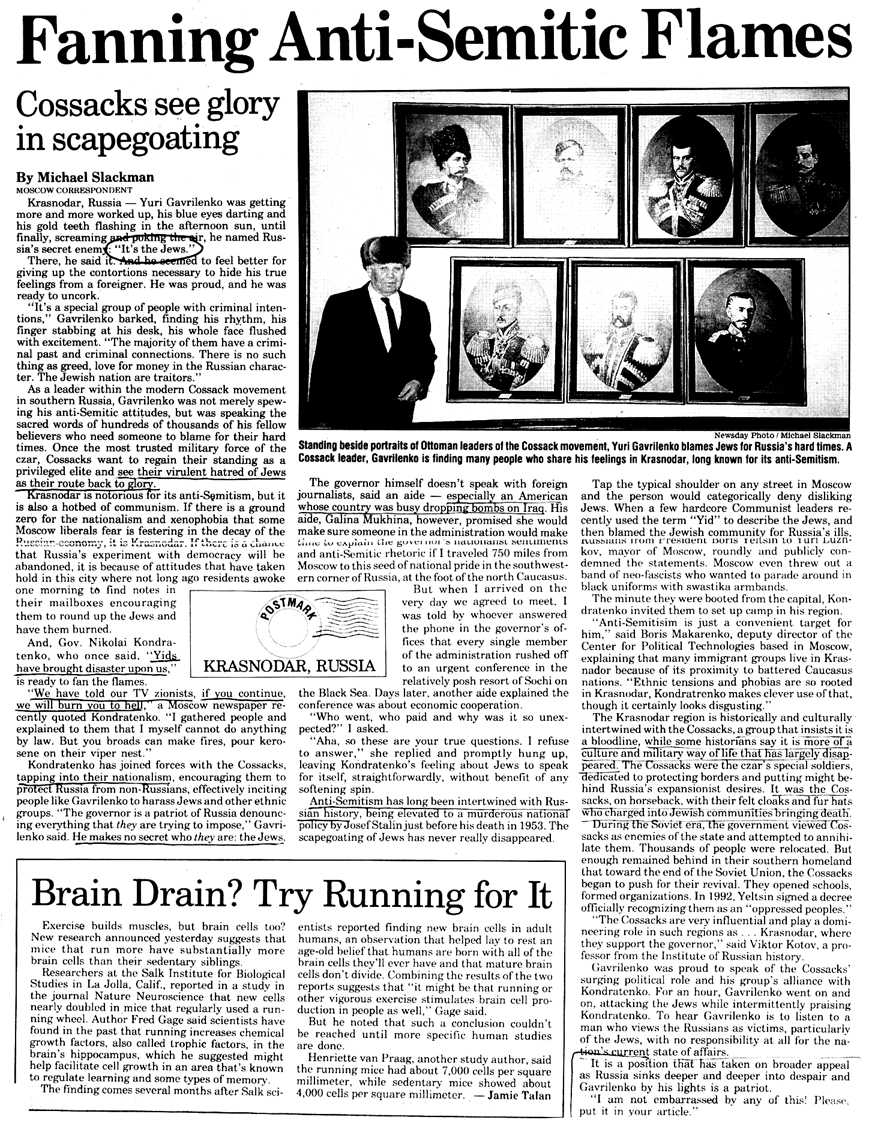 Fanning Anti-Semitic Flames
Cossacks see glory
in scapegoating
By Michael Slackman
MOSCOW CORRESPONDENT
Krasnodar, Russia — Yuri Gavrilenko was getting
more and more worked up, his blue eyes darting and
his gold teeth flashing in the afternoon sun, until
finally, screaming and poking the air, he named Rus-
sia's secret enemy: "It's the Jews."
There, he said it. And he seemed to feel better for
giving up the contortions necessary to hide his true
feelings from a foreigner. He was proud, and he was
ready to uncork.
"It's a special group of people with criminal inten-
tions," Gavrilenko barked, finding his rhythm, his
finger stabbing at his desk, his whole face flushed
with excitement. "The majority of them have a crimi-
nal past and criminal connections. There is no such
thing as greed, love for money in the Russian charac-
ter. The Jewish nation are traitors."
As a leader within the modern Cossack movement
in southern Russia, Gavrilenko was not merely spew-
ing his anti-Semitic attitudes, but was speaking the
sacred words of hundreds of thousands of his fellow
believers who need someone to blame for their hard
times. Once the most trusted military force of the
czar, Cossacks want to regain their standing as a
privileged elite and see their virulent hatred of Jews
as their route back to glory.
Krasnodar is notorious for its anti-Semitism, but it
is also a hotbed of communism. If there is a ground
zero for the nationalism and xenophobia that some
Moscow liberals fear is festering in the decay of the
Russian economy, it is Krasnodar. If there is a chance
that Russia's experiment with democracy will be
abandoned, it is because of attitudes that have taken
hold in this city where not long ago residents awoke
one morning to find notes in
their mailboxes encouraging
them to round up the Jews and
have them burned.
And, Gov. Nikolai Kondra-
tenko, who once said, "Yids
have brought disaster upon us,"
is ready to fan the flames.
"We have told our TV zionists, if you continue,
we will burn you to hell," a Moscow newspaper re-
cently quoted Kondratenko. "I gathered people and
explained to them that I myself cannot do anything
by law. But you broads can make fires, pour kero-
sene on their viper nest."
Kondratenko has joined forces with the Cossacks,
tapping into their nationalism, encouraging them to
protect Russia from non-Russians, effectively inciting
people like Gavrilenko to harass Jews and other ethnic
groups. "The governor is a patriot of Russia denounc-
ing everything that they are trying to impose," Gavri-
lenko said. He makes no secret who they are: the Jews.
POSTMARK
KRASNODAR, RUSSIA
Newsday Photo / Michael Slackman
Standing beside portraits of Ottoman leaders of the Cossack movement, Yuri Gavrilenko blames Jews for Russia's hard times. A
Cossack leader, Gavrilenko is finding many people who share his feelings in Krasnodar, long known for its anti-Semitism.
The governor himself doesn't speak with foreign
journalists, said an aide — especially an American
whose country was busy dropping bombs on Iraq. His
aide, Galina Mukhina, however, promised she would
make sure someone in the administration would make
time to explain the governor's nationalist sentiments
and anti-Semitic rhetoric if I traveled 750 miles from
Moscow to this seed of national pride in the southwest-
ern corner of Russia, at the foot of the north Caucasus.
But when I arrived on the
very day we agreed to meet, I
was told by whoever answered
the phone in the governor's of-
fices that every single member
of the administration rushed off
to an urgent conference in the
relatively posh resort of Sochi on
the Black Sea. Days later, another aide explained the
conference was about economic cooperation.
"Who went, who paid and why was it so unex-
pected?" I asked.
"Aha, so these are your true questions. I refuse
to answer," she replied and promptly hung up,
leaving Kondratenko's feeling about Jews to speak
for itself, straightforwardly, without benefit of any
softening spin.
Anti-Semitism has long been intertwined with Rus-
sian history, being elevated to a murderous national
policy by Josef Stalin just before his death in 1953. The
scapegoating of Jews has never really disappeared.
Tap the typical shoulder on any street in Moscow
and the person would categorically deny disliking
Jews. When a few hardcore Communist leaders re-
cently used the term "Yid" to describe the Jews, and
then blamed the Jewish community for Russia's ills,
Russians from President Boris Yeltsin to Yuri Luzh-
kov, mayor of Moscow, roundly and publicly con-
demned the statements. Moscow even threw out a
band of neo-fascists who wanted to parade around in
black uniforms with swastika armbands.
The minute they were booted from the capital, Kon-
dratenko invited them to set up camp in his region.
"Anti-Semitisim is just a convenient target for
him," said Boris Makarenko, deputy director of the
Center for Political Technologies based in Moscow,
explaining that many immigrant groups live in Kras-
nodar because of its proximity to battered Caucasus
nations. "Ethnic tensions and phobias are so rooted
in Krasnodar, Kondratrenko makes clever use of that,
though it certainly looks disgusting."
The Krasnodar region is historically and culturally
intertwined with the Cossacks, a group that insists it is
a bloodline, while some historians say it is more of a
culture and military way of life that has largely disap-
peared. The Cossacks were the czar's special soldiers,
dedicated to protecting borders and putting might be-
hind Russia's expansionist desires. It was the Cos-
sacks, on horseback, with their felt cloaks and fur hats
who charged into Jewish communities bringing death.
During the Soviet era, the government viewed Cos-
sacks as enemies of the state and attempted to annihi-
late them. Thousands of people were relocated. But
enough remained behind in their southern homeland
that toward the end of the Soviet Union, the Cossacks
began to push for their revival. They opened schools,
formed organizations. In 1992, Yeltsin signed a decree
officially recognizing them as an "oppressed peoples."
"The Cossacks are very influential and play a domi-
neering role in such regions as . . . Krasnodar, where
they support the governor," said Viktor Kotov, a pro-
fessor from the Institute of Russian history.
Gavrilenko was proud to speak of the Cossacks'
surging political role and his group's alliance with
Kondratenko. For an hour, Gavrilenko went on and
on, attacking the Jews while intermittently praising
Kondratenko. To hear Gavrilenko is to listen to a
man who views the Russians as victims, particularly
of the Jews, with no responsibility at all for the na-
tion's current state of affairs.
It is a position that has taken on broader appeal
as Russia sinks deeper and deeper into despair and
Gavrilenko by his lights is a patriot.
"I am not embarrassed by any of this! Please,
put it in your article."
Brain Drain? Try Running for It
Exercise builds muscles, but brain cells too?
New research announced yesterday suggests that
mice that run more have substantially more
brain cells than their sedentary siblings.
Researchers at the Salk Institute for Biological
Studies in La Jolla, Calif., reported in a study in
the journal Nature Neuroscience that new cells
nearly doubled in mice that regularly used a run-
ning wheel. Author Fred Gage said scientists have
found in the past that running increases chemical
growth factors, also called trophic factors, in the
brain's hippocampus, which he suggested might
help facilitate cell growth in an area that's known
to regulate learning and some types of memory.
The finding comes several months after Salk sci-
entists reported finding new brain cells in adult
humans, an observation that helped lay to rest an
age-old belief that humans are born with all of the
brain cells they'll ever have and that mature brain
cells don't divide. Combining the results of the two
reports suggests that "it might be that running or
other vigorous exercise stimulates brain cell pro-
duction in people as well," Gage said.
But he noted that such a conclusion couldn't
be reached until more specific human studies
are done.
Henriette van Praag, another study author, said
the running mice had about 7,000 cells per square
millimeter, while sedentary mice showed about
4,000 cells per square millimeter. — Jamie Talan